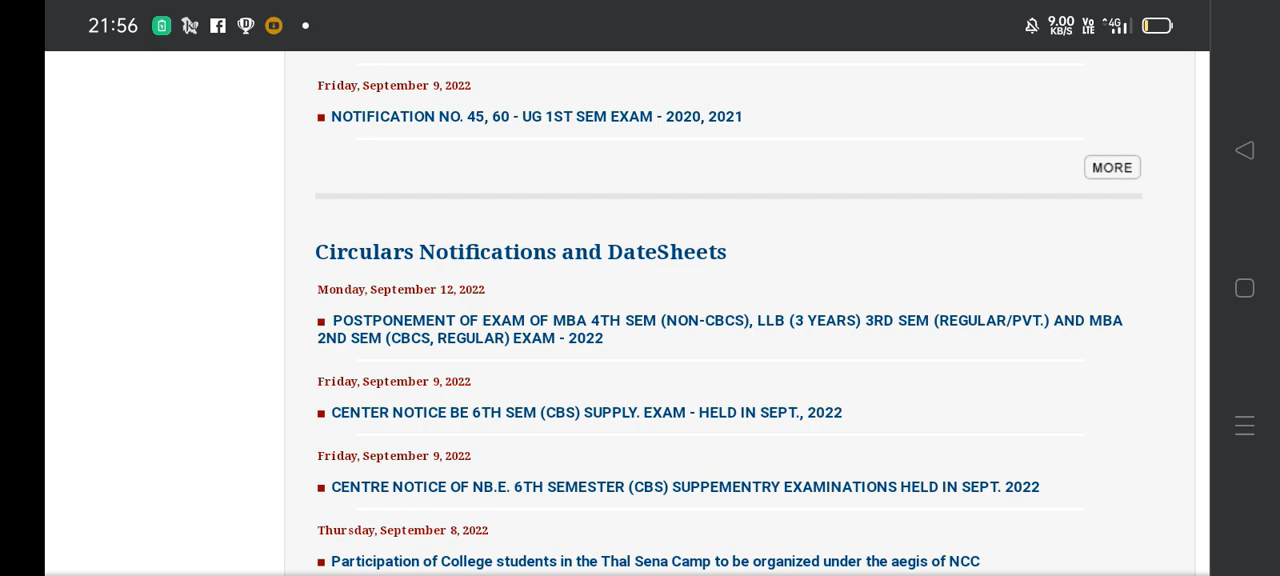 21:56
9.00
KB/S
Vo
LTE
4G
Friday, September 9, 2022
NOTIFICATION NO. 45, 60 - UG 1ST SEM EXAM - 2020, 2021
MORE
Circulars Notifications and DateSheets
Monday, September 12, 2022
POSTPONEMENT OF EXAM OF MBA 4TH SEM (NON-CBCS), LLB (3 YEARS) 3RD SEM (REGULAR/PVT.) AND MBA
2ND SEM (CBCS, REGULAR) EXAM - 2022
Friday, September 9, 2022
CENTER NOTICE BE 6TH SEM (CBS) SUPPLY. EXAM - HELD IN SEPT., 2022
Friday, September 9, 2022
CENTRE NOTICE OF NB.E. 6TH SEMESTER (CBS) SUPPEMENTRY EXAMINATIONS HELD IN SEPT. 2022
Thursday, September 8, 2022
Participation of College students in the Thal Sena Camp to be organized under the aegis of NCC